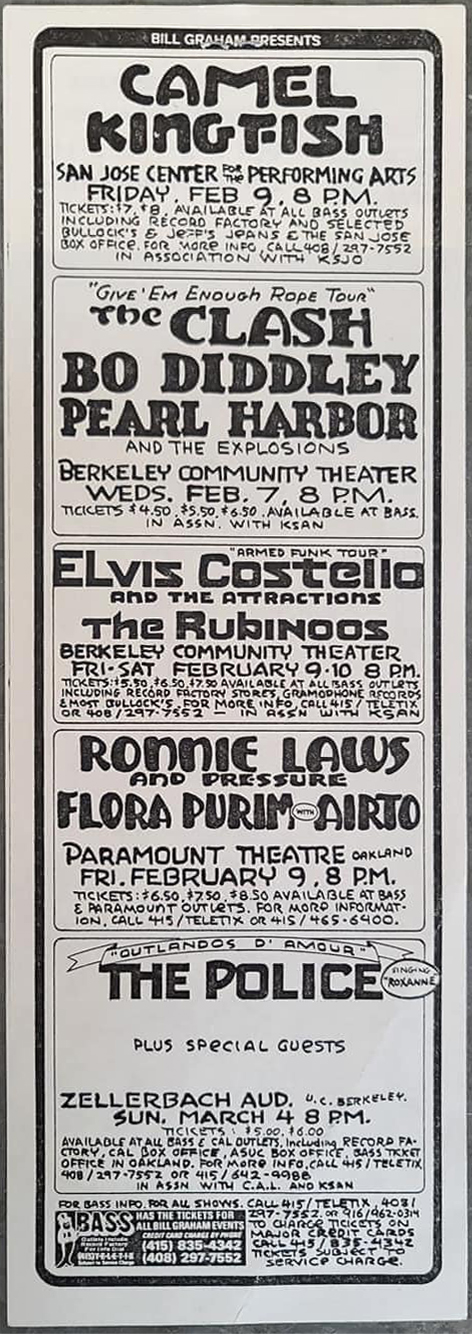 BILL GRAHAM PRESENTS
CAMEL
KINGFISH
SAN JOSE CENTER FOR THE PERFORMING ARTS
FRIDAY, FEB 9, 8 P.M.
TICKETS: $7, $8, AVAILABLE AT ALL BASS OUTLETS
INCLUDING RECORD FACTORY AND SELECTED
BULLOCK'S & JEFF'S JEANS & THE SAN JOSE
BOX OFFICE. FOR MORE INFO, CALL 408/297-7552
IN ASSOCIATION WITH KSJO
"GIVE 'EM ENOUGH ROPE TOUR"
The CLASH
BO DIDDLEY
PEARL HARBOR
AND THE EXPLOSIONS
BERKELEY COMMUNITY THEATER
WEDS. FEB. 7, 8 P.M.
TICKETS $4.50, $5.50, $6.50, AVAILABLE AT BASS.
IN ASSN. WITH KSAN
"ARMED FUNK TOUR"
ELVIS COSTELLO
AND THE ATTRACTIONS
The Rubinoos
BERKELEY COMMUNITY THEATER
FRI-SAT FEBRUARY 9-10 8 P.M.
TICKETS: $5.50, $6.50, $7.50 AVAILABLE AT ALL BASS OUTLETS
INCLUDING RECORD FACTORY STORES, GRAMOPHONE RECORDS
& MOST BULLOCK'S. FOR MORE INFO, CALL 415/TELETIX
OR 408/297-7552 — IN ASSN WITH KSAN
RONNIE LAWS
AND PRESSURE
FLORA PURIM WITH AIRTO
PARAMOUNT THEATRE OAKLAND
FRI. FEBRUARY 9, 8 P.M.
TICKETS: $6.50, $7.50, $8.50 AVAILABLE AT BASS
& PARAMOUNT OUTLETS. FOR MORE INFORMAT-
ION, CALL 415/TELETIX OR 415/465-6400.
"OUTLANDOS D' AMOUR"
THE POLICE
SINGING
"ROXANNE"
PLUS SPECIAL GUESTS
ZELLERBACH AUD. U.C. BERKELEY.
SUN. MARCH 4 8 P.M.
TICKETS: $5.00, $6.00
AVAILABLE AT ALL BASS & CAL OUTLETS, Including RECORD FA-
CTORY, CAL BOX OFFICE, ASUC BOX OFFICE, BASS TICKET
OFFICE IN OAKLAND. FOR MORE INFO, CALL 415/TELETIX,
408/297-7552 OR 415/642-9988
IN ASSN WITH C.A.L. AND KSAN
FOR BASS INFO. FOR ALL SHOWS, CALL 415/TELETIX, 408/
297-7552, OR 916/962-0314
TO CHARGE TICKETS ON
MAJOR CREDIT CARDS
CALL 415/835-4342
TICKETS SUBJECT TO
SERVICE CHARGE.
BASS
HAS THE TICKETS FOR
ALL BILL GRAHAM EVENTS
CREDIT CARD CHARGE BY PHONE
(415) 835-4342
(408) 297-7552